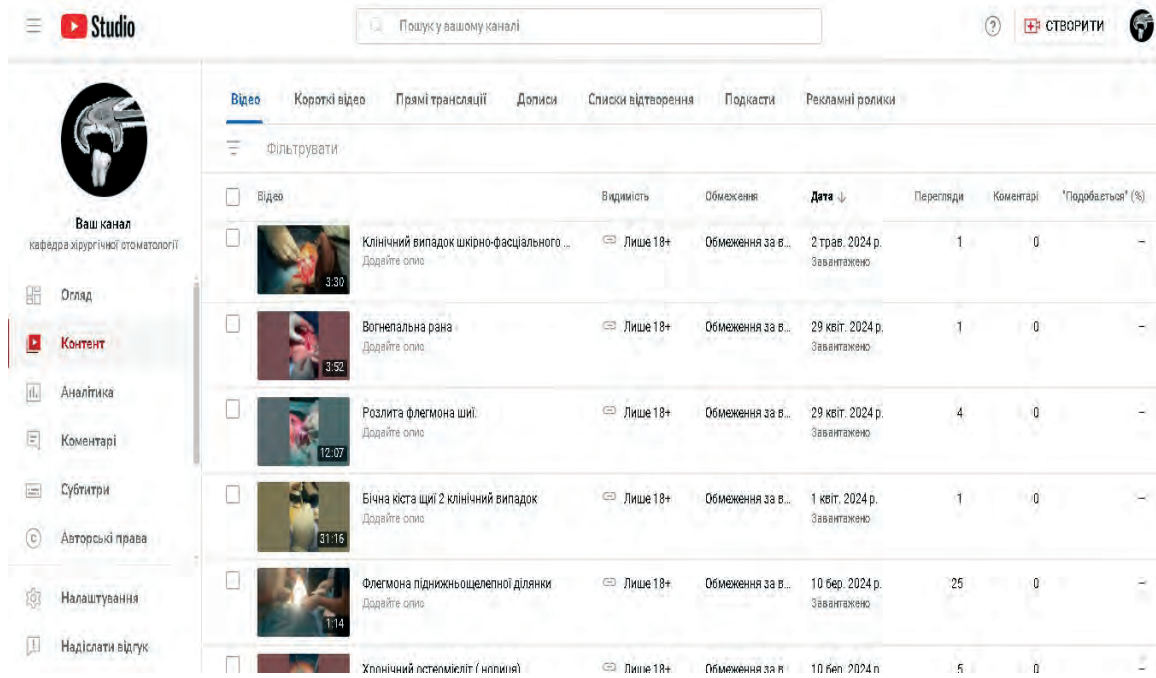 Studio
Пошук у вашому каналі
СТВОРИТИ
Ваш канал
кафедра хірургічної стоматології
Огляд
Контент
Аналітика
Коментарі
Субтитри
Авторські права
Налаштування
Надіслати відгук
Відео Короткі відео Прямі трансляції Дописи Списки відтворення Подкасти Рекламні ролики
Фільтрувати
Відео Видимість Обмеження Дата ↓ Перегляди Коментарі "Подобається" (%)
Клінічний випадок шкірно-фасціального ... Лише 18+ Обмеження за в... 2 трав. 2024 р. 1 0 –
Додайте опис Завантажено
3:30
Вогнепальна рана Лише 18+ Обмеження за в... 29 квіт. 2024 р. 1 0 –
Додайте опис Завантажено
3:52
Розлита флегмона шиї. Лише 18+ Обмеження за в... 29 квіт. 2024 р. 4 0 –
Додайте опис Завантажено
12:07
Бічна кіста щиї 2 клінічний випадок Лише 18+ Обмеження за в... 1 квіт. 2024 р. 1 0 –
Додайте опис Завантажено
31:16
Флегмона підчижньощелепної ділянки Лише 18+ Обмеження за в... 10 бер. 2024 р. 25 0 –
Додайте опис Завантажено
1:14
Хронічний остеомієліт ( нориця) Лише 18+ Обмеження за в 10 бер. 2024 р 5 0 –